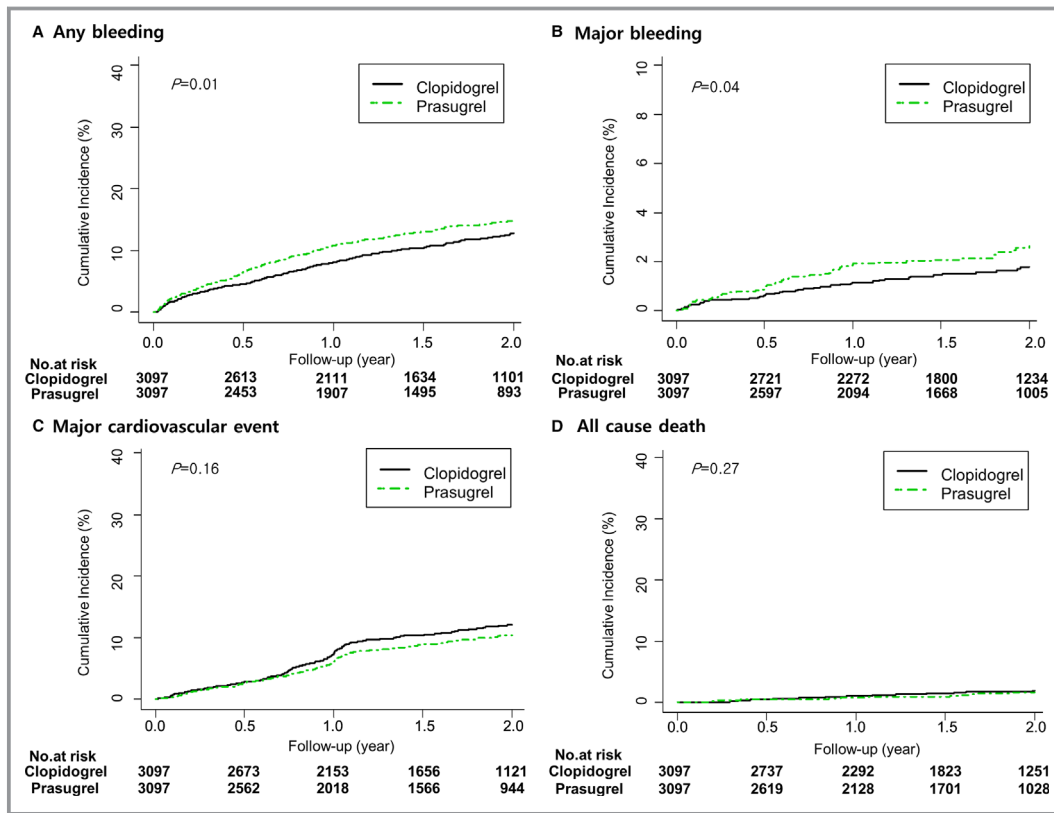 A Any bleeding
P=0.01
Clopidogrel
Prasugrel
Cumulative Incidence (%)
40
30
20
10
0
0.0 0.5 1.0 1.5 2.0
Follow-up (year)
No.at risk
Clopidogrel 3097 2613 2111 1634 1101
Prasugrel 3097 2453 1907 1495 893
B Major bleeding
P=0.04
Clopidogrel
Prasugrel
Cumulative Incidence (%)
10
8
6
4
2
0
0.0 0.5 1.0 1.5 2.0
Follow-up (year)
No.at risk
Clopidogrel 3097 2721 2272 1800 1234
Prasugrel 3097 2597 2094 1668 1005
C Major cardiovascular event
P=0.16
Clopidogrel
Prasugrel
Cumulative Incidence (%)
40
30
20
10
0
0.0 0.5 1.0 1.5 2.0
Follow-up (year)
No.at risk
Clopidogrel 3097 2673 2153 1656 1121
Prasugrel 3097 2562 2018 1566 944
D All cause death
P=0.27
Clopidogrel
Prasugrel
Cumulative Incidence (%)
40
30
20
10
0
0.0 0.5 1.0 1.5 2.0
Follow-up (year)
No.at risk
Clopidogrel 3097 2737 2292 1823 1251
Prasugrel 3097 2619 2128 1701 1028